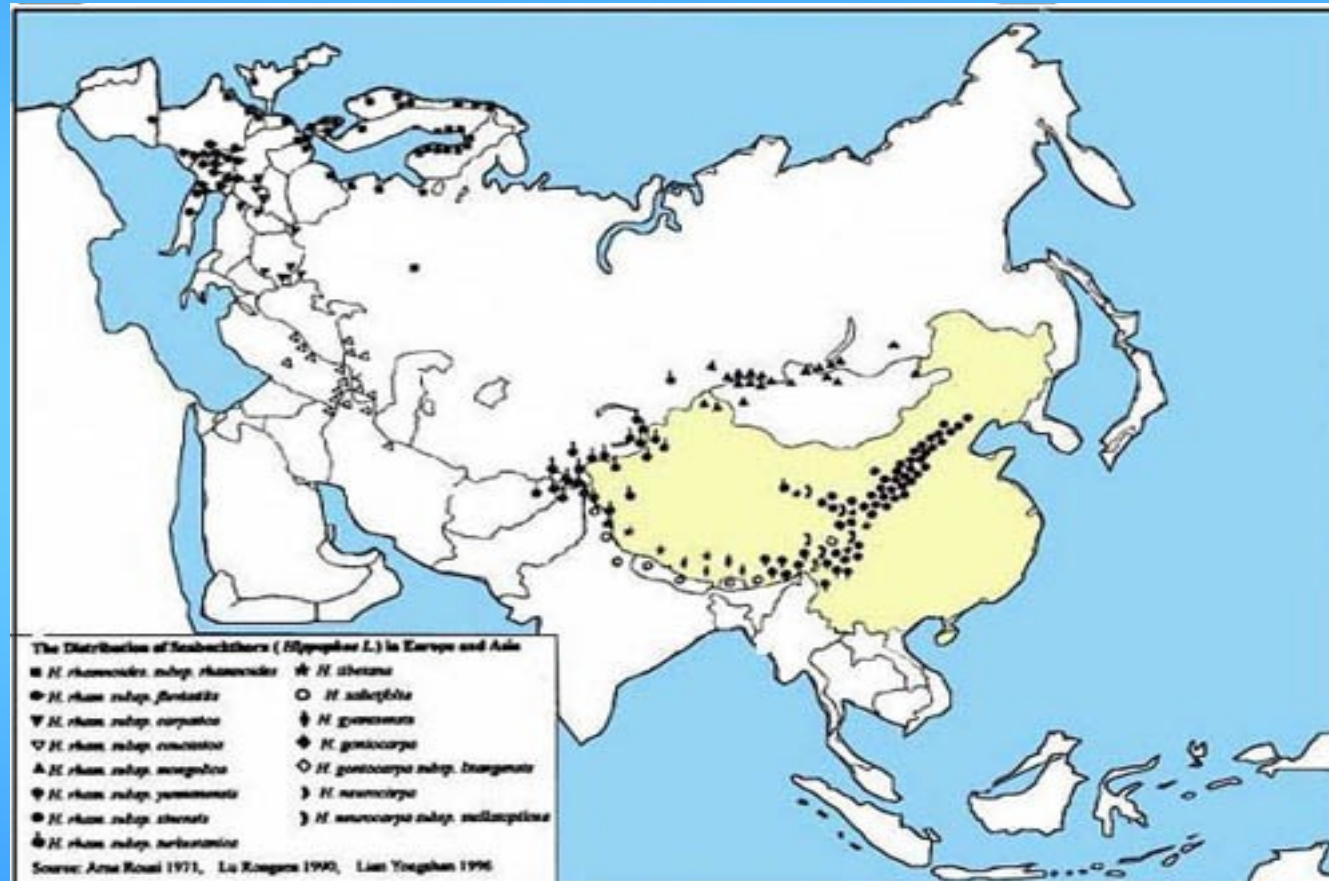 The Distribution of Seabuckthorn ( Hippophae L.) in Europe and Asia
H. rhamnoides. subsp. rhamnoides
H. rham. subsp. fluviatilis
H. rham. subsp. carpatica
H. rham. subsp. caucasica
H. rham. subsp. mongolica
H. rham. subsp. yunnanensis
H. rham. subsp. sinensis
H. rham. subsp. turkestanica
H. tibetana
H. salicifolia
H. gyantsensis
H. goniocarpa
H. goniocarpa subsp. litangensis
H. neurocarpa
H. neurocarpa subsp. stellatopilosa
Source: Arne Rousi 1971, Lu Rongsen 1990, Lian Yongshan 1996